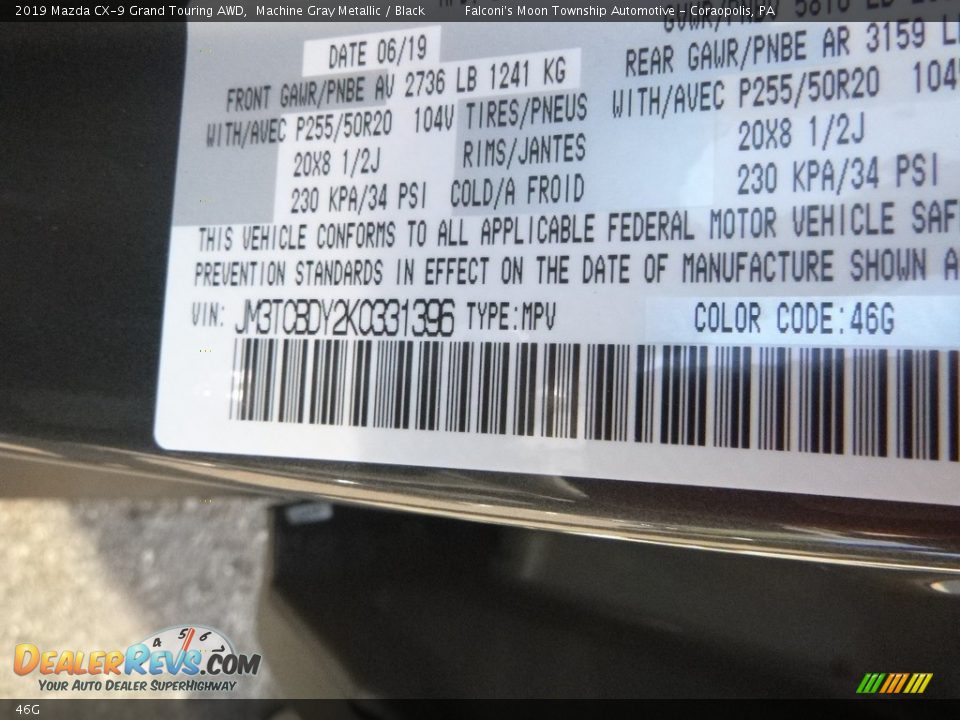 2019 Mazda CX-9 Grand Touring AWD, Machine Gray Metallic / Black Falconi's Moon Township Automotive - Coraopolis, PA
DATE 06/19
FRONT GAWR/PNBE AV 2736 LB 1241 KG
REAR GAWR/PNBE AR 3159
WITH/AVEC P255/50R20 104V TIRES/PNEUS WITH/AVEC P255/50R20 104V
20X8 1/2J RIMS/JANTES 20X8 1/2J
230 KPA/34 PSI COLD/A FROID 230 KPA/34 PSI
THIS VEHICLE CONFORMS TO ALL APPLICABLE FEDERAL MOTOR VEHICLE SAF
PREVENTION STANDARDS IN EFFECT ON THE DATE OF MANUFACTURE SHOWN A
VIN: JM3TCBDY2K0331396 TYPE:MPV COLOR CODE:46G
4 5 6
DEALERREVS.COM
YOUR AUTO DEALER SUPERHIGHWAY
46G